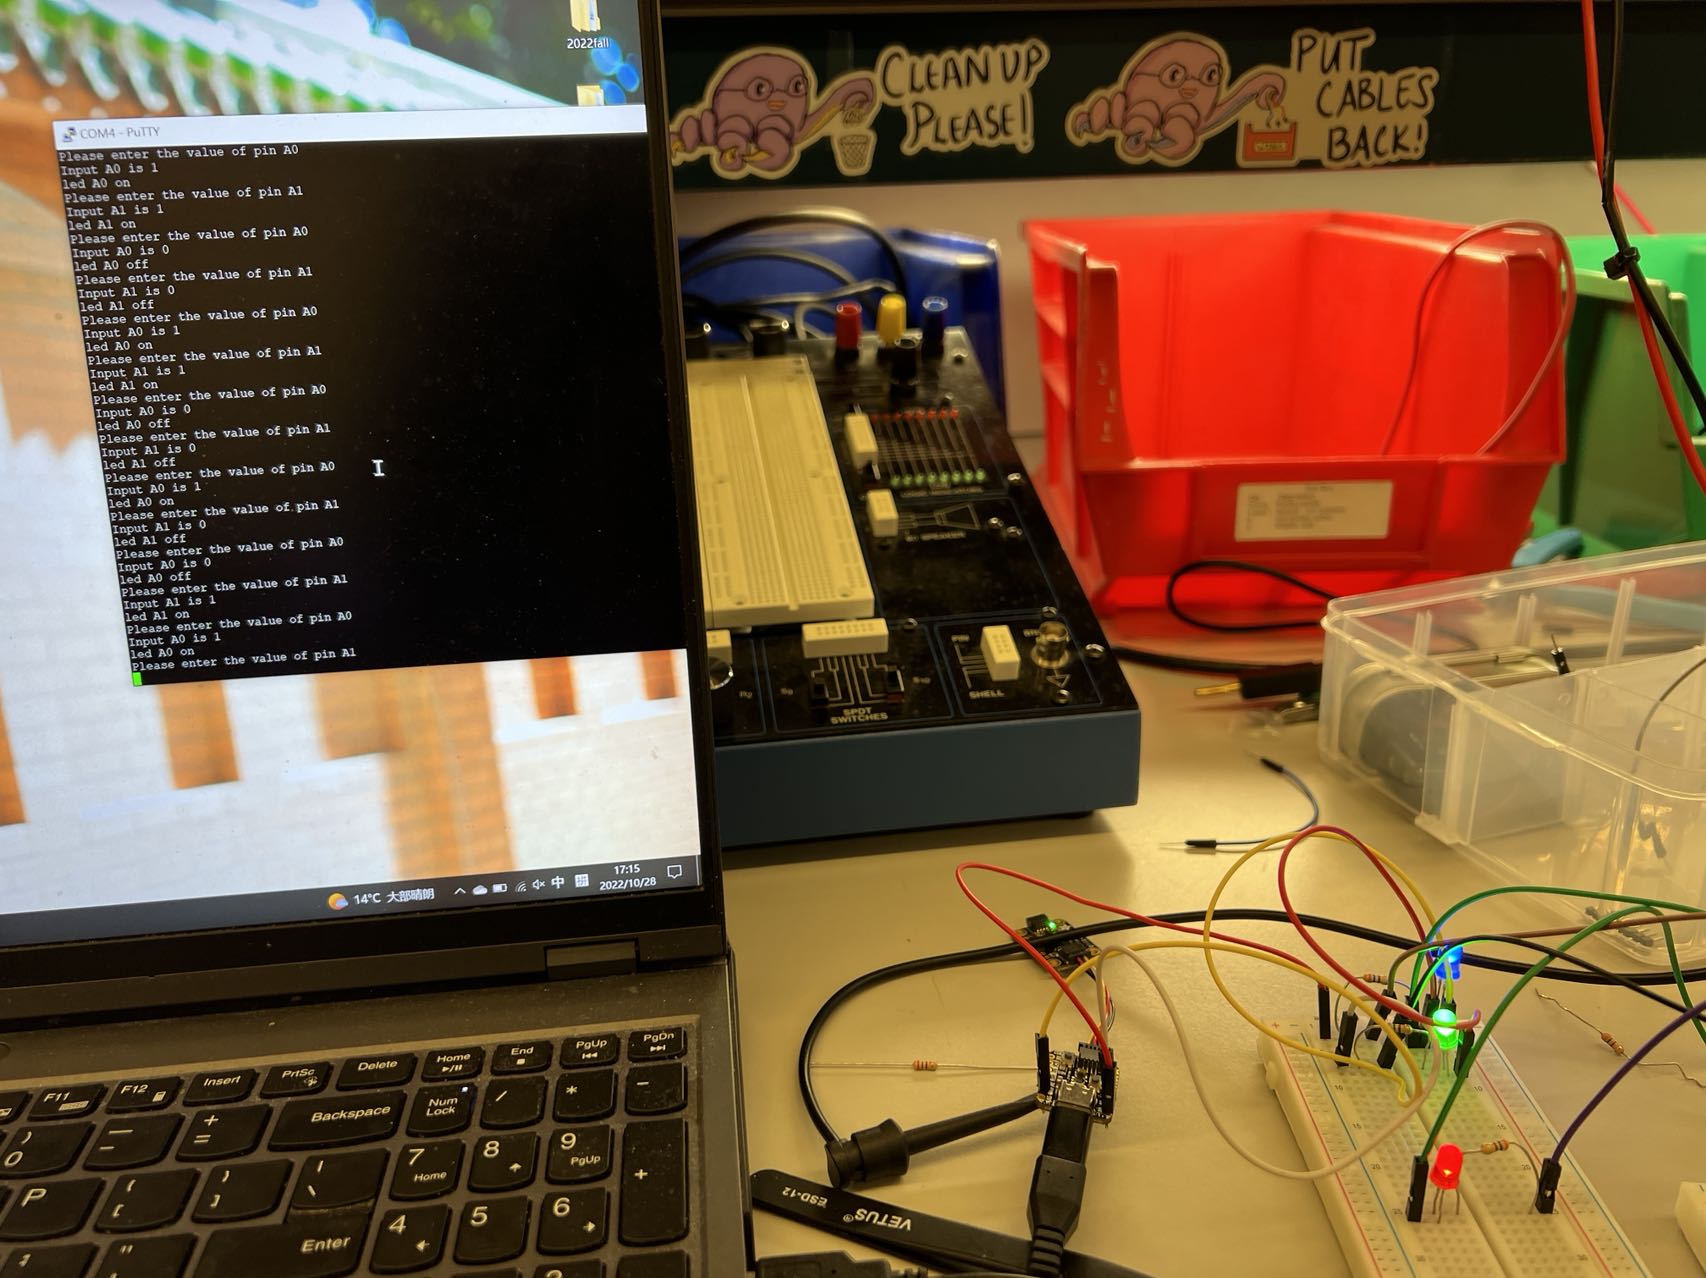 2022fall
CLEAN UP
PLEASE!
PUT
CABLES
BACK!
COM4 - PuTTY
Please enter the value of pin A0
Input A0 is 1
led A0 on
Please enter the value of pin A1
Input A1 is 1
led A1 on
Please enter the value of pin A0
Input A0 is 0
led A0 off
Please enter the value of pin A1
Input A1 is 0
led A1 off
Please enter the value of pin A0
Input A0 is 1
led A0 on
Please enter the value of pin A1
Input A1 is 1
led A1 on
Please enter the value of pin A0
Input A0 is 0
led A0 off
Please enter the value of pin A1
Input A1 is 0
led A1 off
Please enter the value of pin A0
Input A0 is 1
led A0 on
Please enter the value of pin A1
Input A1 is 0
led A1 off
Please enter the value of pin A0
Input A0 is 0
led A0 off
Please enter the value of pin A1
Input A1 is 1
led A1 on
Please enter the value of pin A0
Input A0 is 1
led A0 on
Please enter the value of pin A1
SPDT
SWITCHES
SHELL
14°C 大部晴朗
中
17:15
2022/10/28
F11
F12
Insert
PrtSc
Delete
Home
End
PgUp
PgDn
Backspace
Num
Lock
/
*
-
7
Home
8
9
PgUp
+
4
5
6
Enter
P
0
VETUS® ESD-12